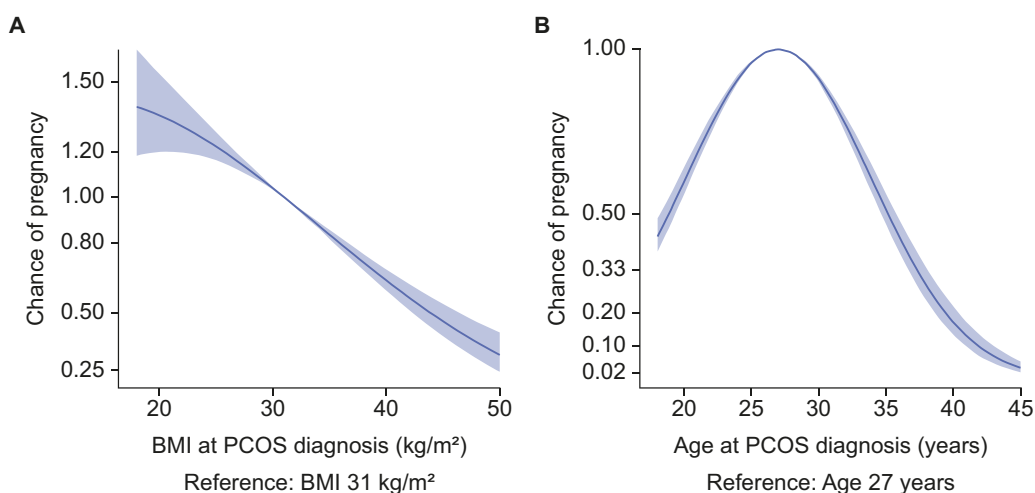 A
Chance of pregnancy
1.50
1.20
1.00
0.80
0.50
0.25
20 30 40 50
BMI at PCOS diagnosis (kg/m²)
Reference: BMI 31 kg/m²
B
Chance of pregnancy
1.00
0.50
0.33
0.20
0.10
0.02
20 25 30 35 40 45
Age at PCOS diagnosis (years)
Reference: Age 27 years